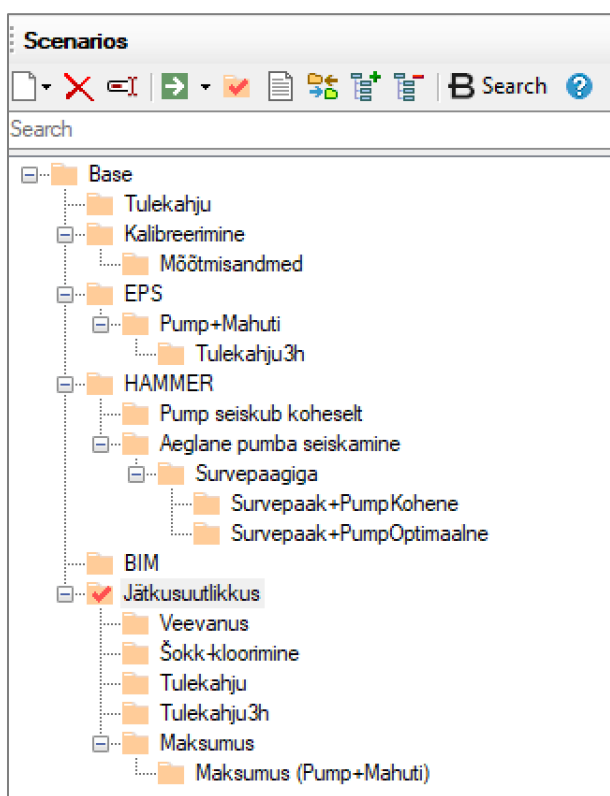 Scenarios
Search
Search
Base
Tulekahju
Kalibreerimine
Mõõtmisandmed
EPS
Pump+Mahuti
Tulekahju3h
HAMMER
Pump seiskub koheselt
Aeglane pumba seiskamine
Survepaagiga
Survepaak+PumpKohene
Survepaak+PumpOptimaalne
BIM
Jätkusuutlikkus
Veevanus
Šokk-kloorimine
Tulekahju
Tulekahju3h
Maksumus
Maksumus (Pump+Mahuti)